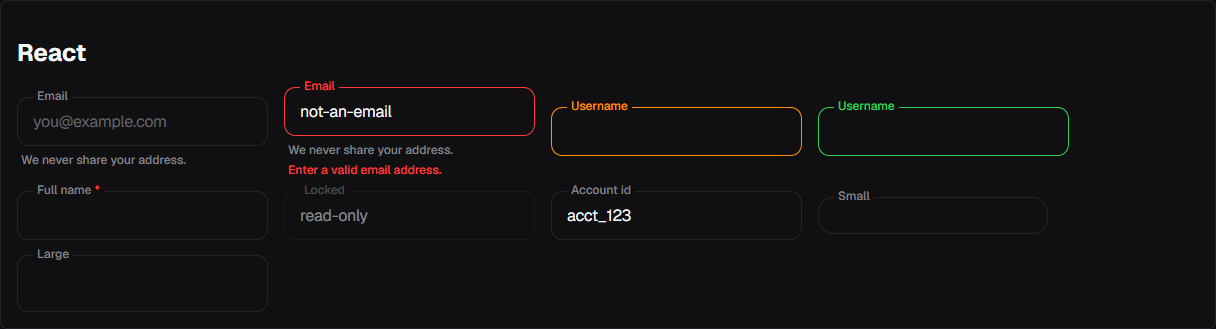 React
Email
you@example.com
We never share your address.
Email
not-an-email
We never share your address.
Enter a valid email address.
Username
Username
Full name *
Locked
read-only
Account id
acct_123
Small
Large